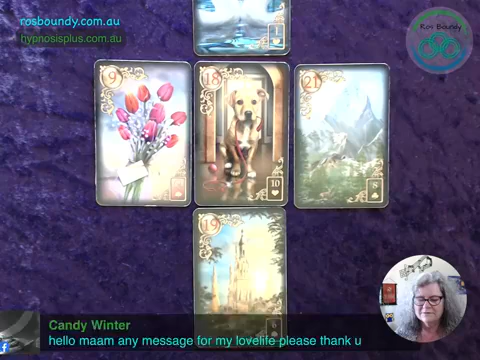 rosboundy.com.au
hypnosisplus.com.au
Ros Boundy
1
9
18
10
21
8
19
Candy Winter
hello maam any message for my lovelife please thank u